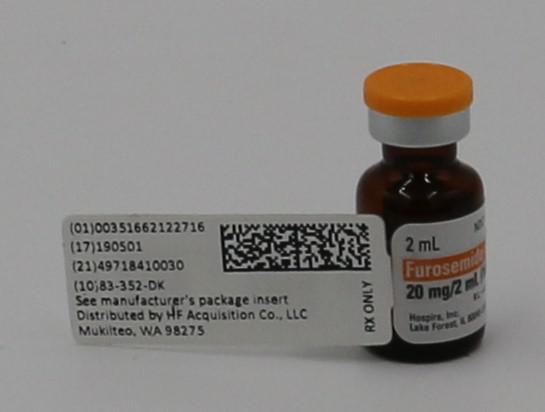 (01)00351662122716
(17)190501
(21)49718410030
(10)83-352-DK
See manufacturer's package insert
Distributed by HF Acquisition Co., LLC
Mukilteo, WA 98275
RX ONLY
2 mL
Furosemide
20 mg/2 mL
Hospira, Inc.
Lake Forest, IL